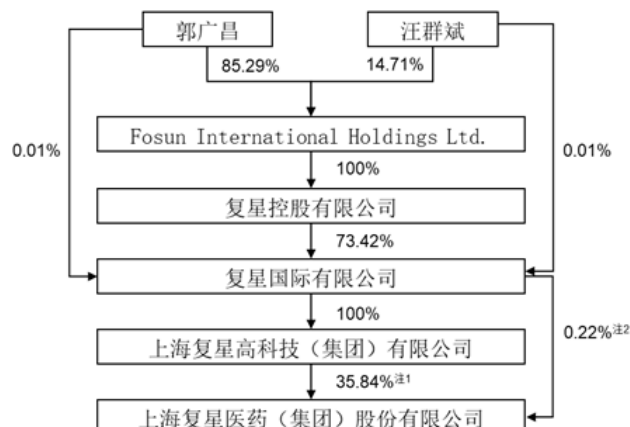 郭广昌
汪群斌
85.29%
14.71%
0.01%
Fosun International Holdings Ltd.
0.01%
100%
复星控股有限公司
73.42%
复星国际有限公司
100%
0.22%注2
上海复星高科技（集团）有限公司
35.84%注1
上海复星医药（集团）股份有限公司